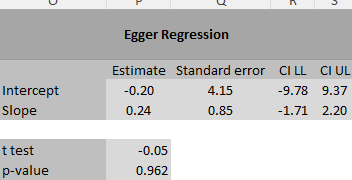 O P Q R S
Egger Regression
Estimate Standard error CI LL CI UL
Intercept -0.20 4.15 -9.78 9.37
Slope 0.24 0.85 -1.71 2.20
t test -0.05
p-value 0.962